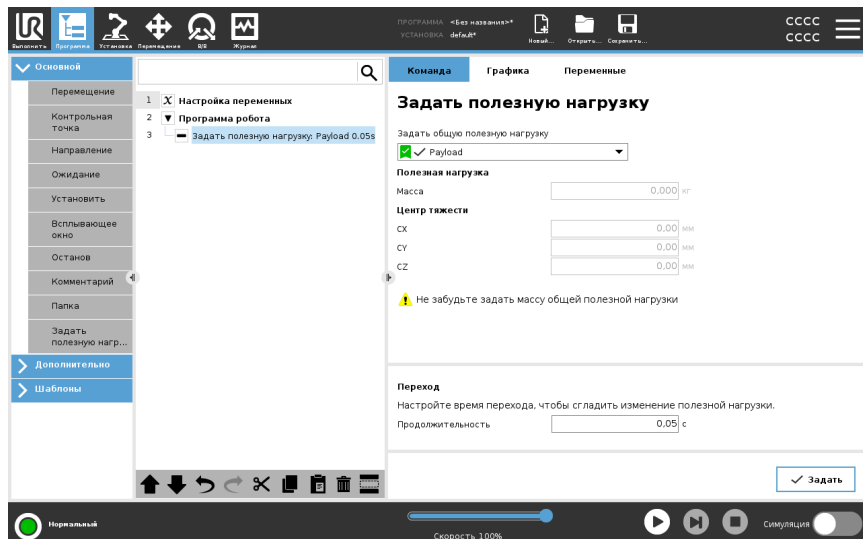 UR
ПРОГРАММА <Без названия>*
УСТАНОВКА default*
Выполнить Программа Установка Перемещение В/В Журнал
Новый... Открыть... Сохранить...
CCCC
CCCC
Основной
Перемещение
Контрольная
точка
Направление
Ожидание
Установить
Всплывающее
окно
Останов
Комментарий
Папка
Задать
полезную нагр...
Дополнительно
Шаблоны
1 X Настройка переменных
2 Программа робота
3 Задать полезную нагрузку: Payload 0.05s
Команда Графика Переменные
Задать полезную нагрузку
Задать общую полезную нагрузку
Payload
Полезная нагрузка
Масса 0,000 кг
Центр тяжести
CX 0,00 мм
CY 0,00 мм
CZ 0,00 мм
Не забудьте задать массу общей полезной нагрузки
Переход
Настройте время перехода, чтобы сгладить изменение полезной нагрузки.
Продолжительность 0,05 с
Задать
Нормальный
Скорость 100%
Симуляция